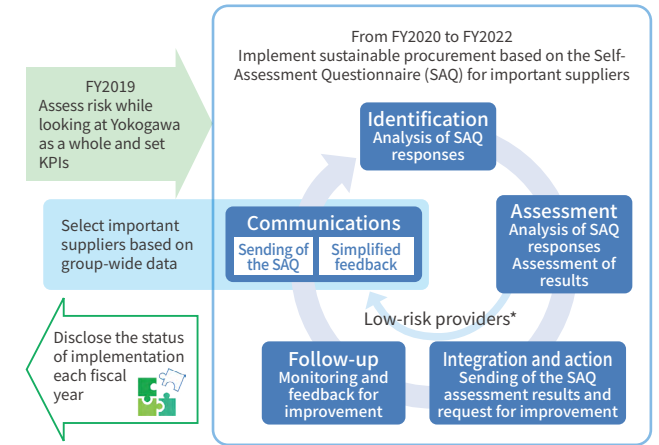 FY2019
Assess risk while
looking at Yokogawa
as a whole and set
KPIs
From FY2020 to FY2022
Implement sustainable procurement based on the Self-
Assessment Questionnaire (SAQ) for important suppliers
Identification
Analysis of SAQ
responses
Select important
suppliers based on
group-wide data
Communications
Sending of
the SAQ
Simplified
feedback
Assessment
Analysis of SAQ
responses
Assessment of
results
Low-risk providers*
Disclose the status
of implementation
each fiscal
year
Follow-up
Monitoring and
feedback for
improvement
Integration and action
Sending of the SAQ
assessment results and
request for improvement